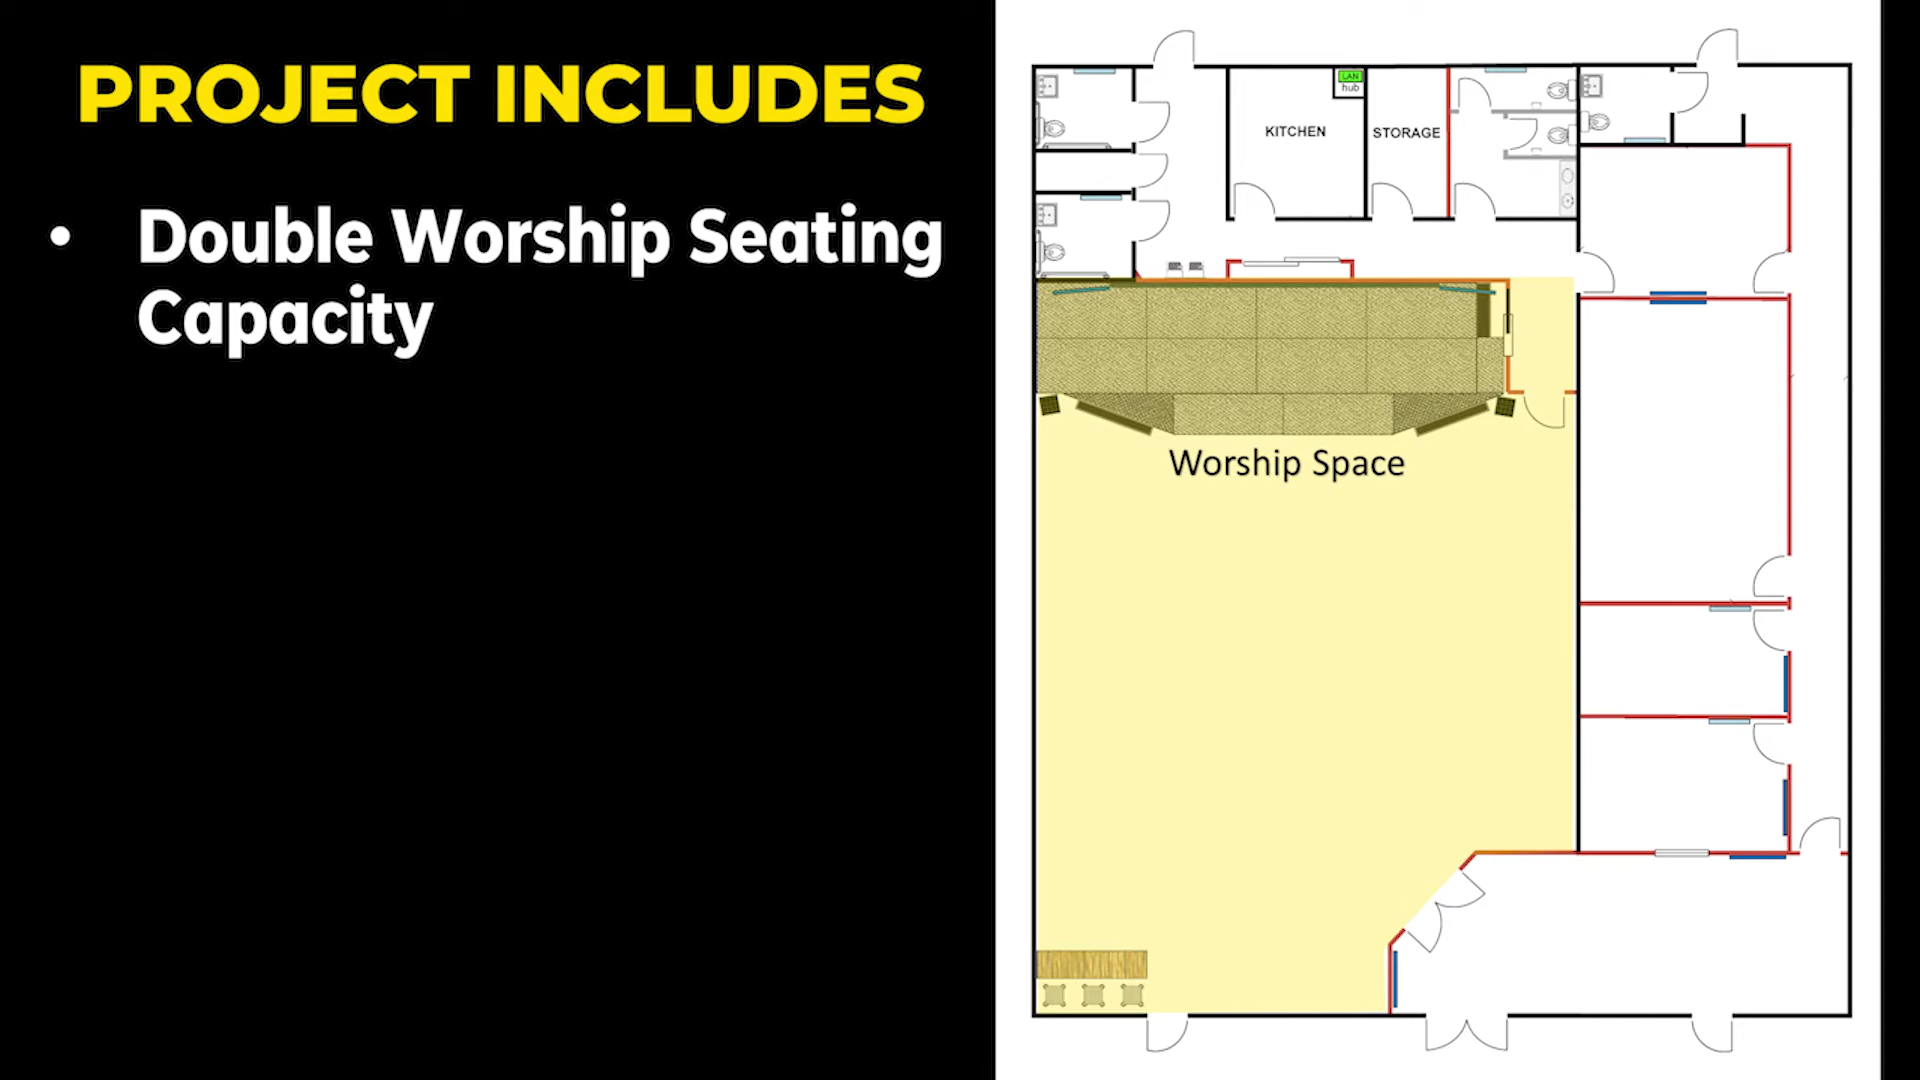 PROJECT INCLUDES
• Double Worship Seating
Capacity
LAN
hub
KITCHEN
STORAGE
Worship Space